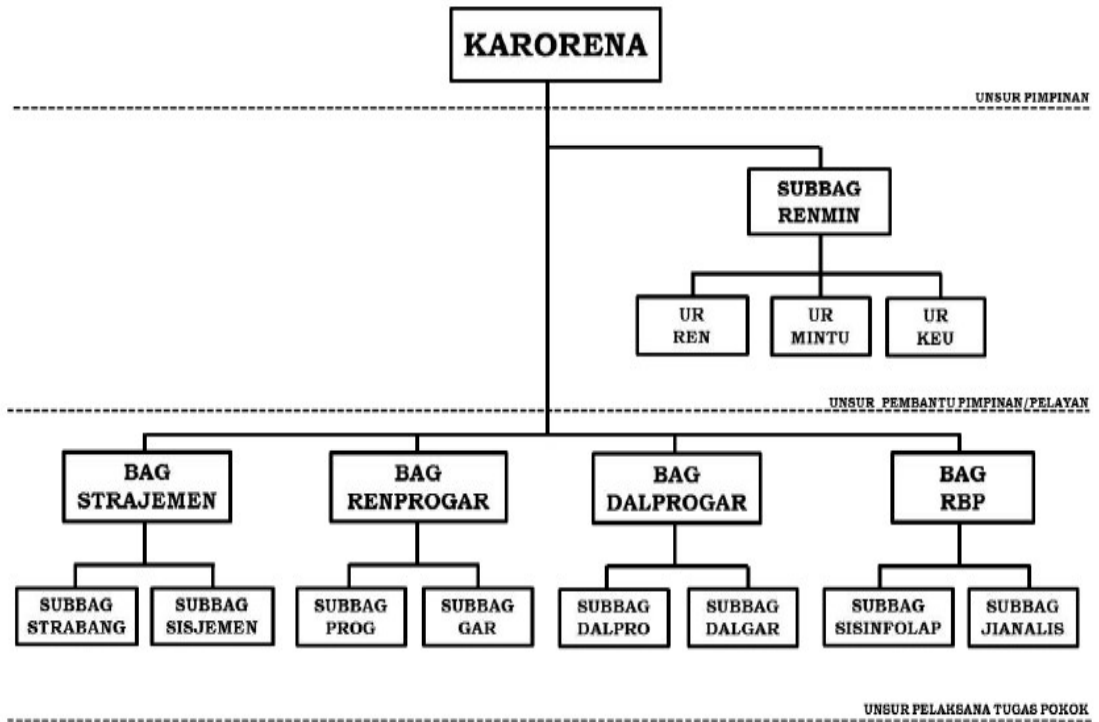 KARORENA
UNSUR PIMPINAN
SUBBAG
RENMIN
UR
REN
UR
MINTU
UR
KEU
UNSUR PEMBANTU PIMPINAN/PELAYAN
BAG
STRAJEMEN
BAG
RENPROGAR
BAG
DALPROGAR
BAG
RBP
SUBBAG
STRABANG
SUBBAG
SISJEMEN
SUBBAG
PROG
SUBBAG
GAR
SUBBAG
DALPRO
SUBBAG
DALGAR
SUBBAG
SISINFOLAP
SUBBAG
JIANALIS
UNSUR PELAKSANA TUGAS POKOK